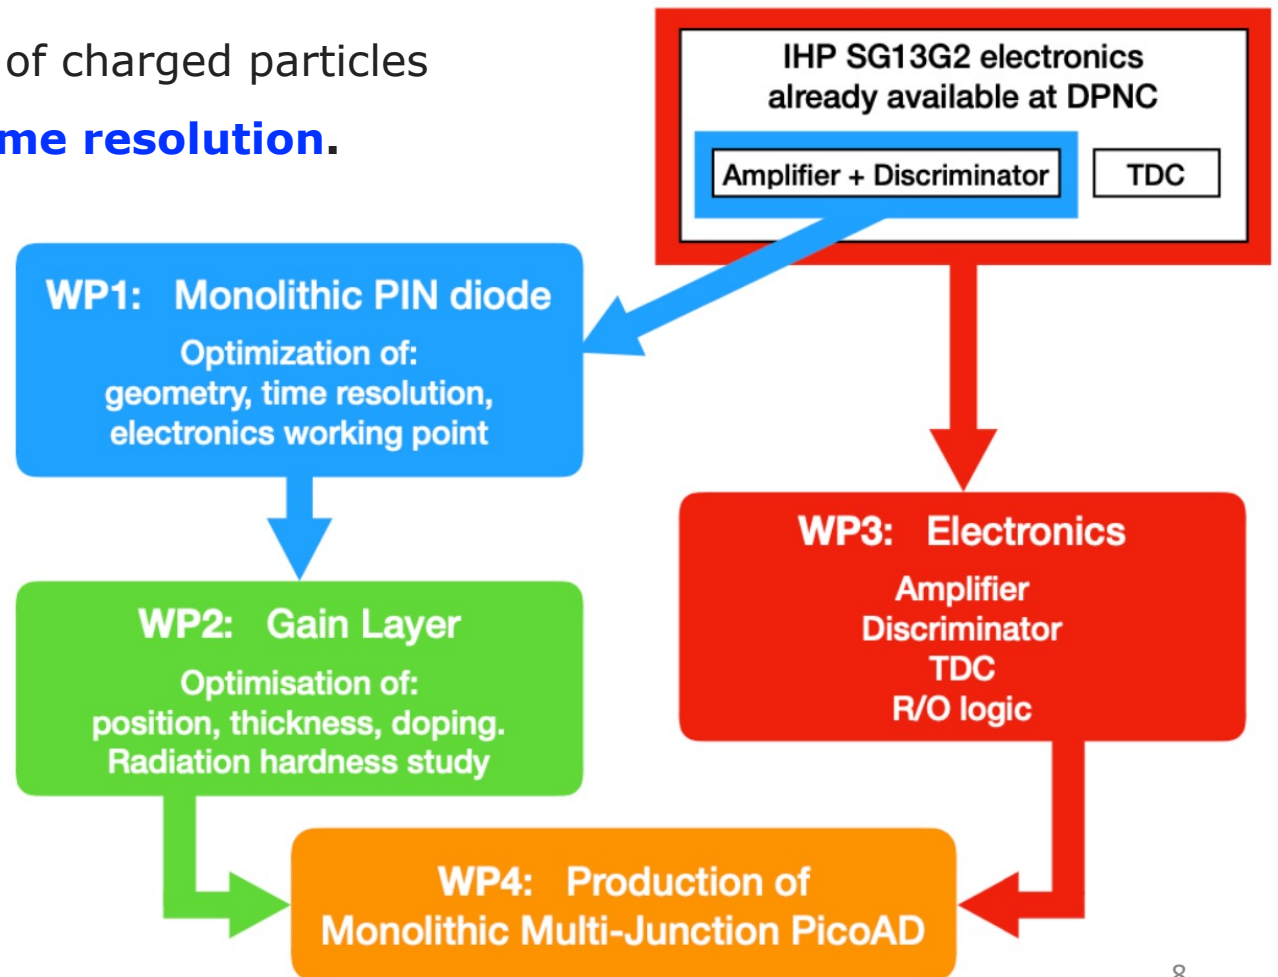 of charged particles
me resolution.
IHP SG13G2 electronics
already available at DPNC
Amplifier + Discriminator
TDC
WP1: Monolithic PIN diode
Optimization of:
geometry, time resolution,
electronics working point
WP2: Gain Layer
Optimisation of:
position, thickness, doping.
Radiation hardness study
WP3: Electronics
Amplifier
Discriminator
TDC
R/O logic
WP4: Production of
Monolithic Multi-Junction PicoAD
8